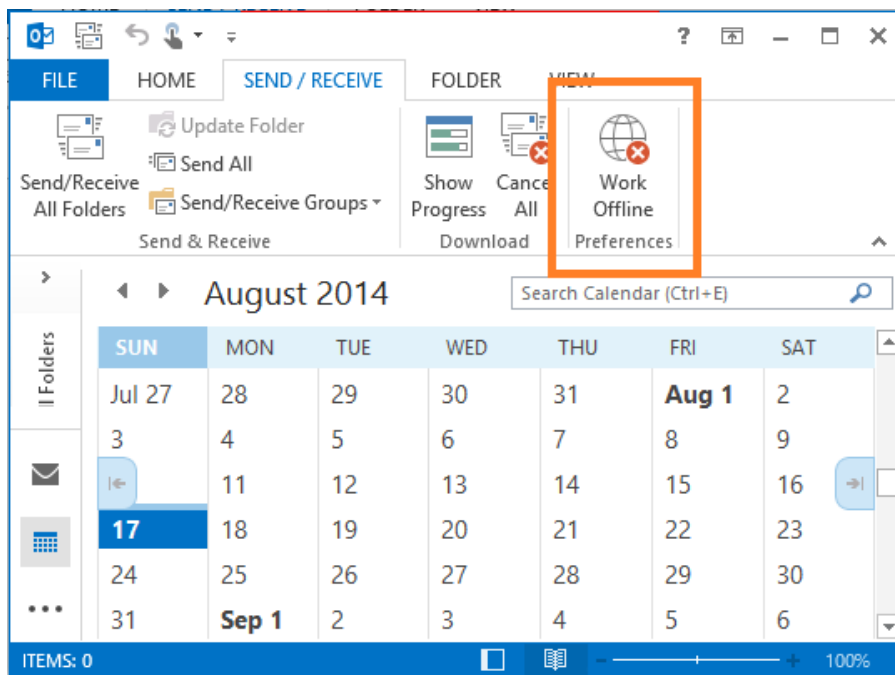 ?
FILE HOME SEND / RECEIVE FOLDER VIEW
Update Folder
Send All
Send/Receive Groups
Send/Receive
All Folders
Send & Receive
Show
Progress
Cancel
All
Download
Work
Offline
Preferences
August 2014
Search Calendar (Ctrl+E)
SUN MON TUE WED THU FRI SAT
Jul 27 28 29 30 31 Aug 1 2
3 4 5 6 7 8 9
11 12 13 14 15 16
17 18 19 20 21 22 23
24 25 26 27 28 29 30
31 Sep 1 2 3 4 5 6
Folders
ITEMS: 0
100%